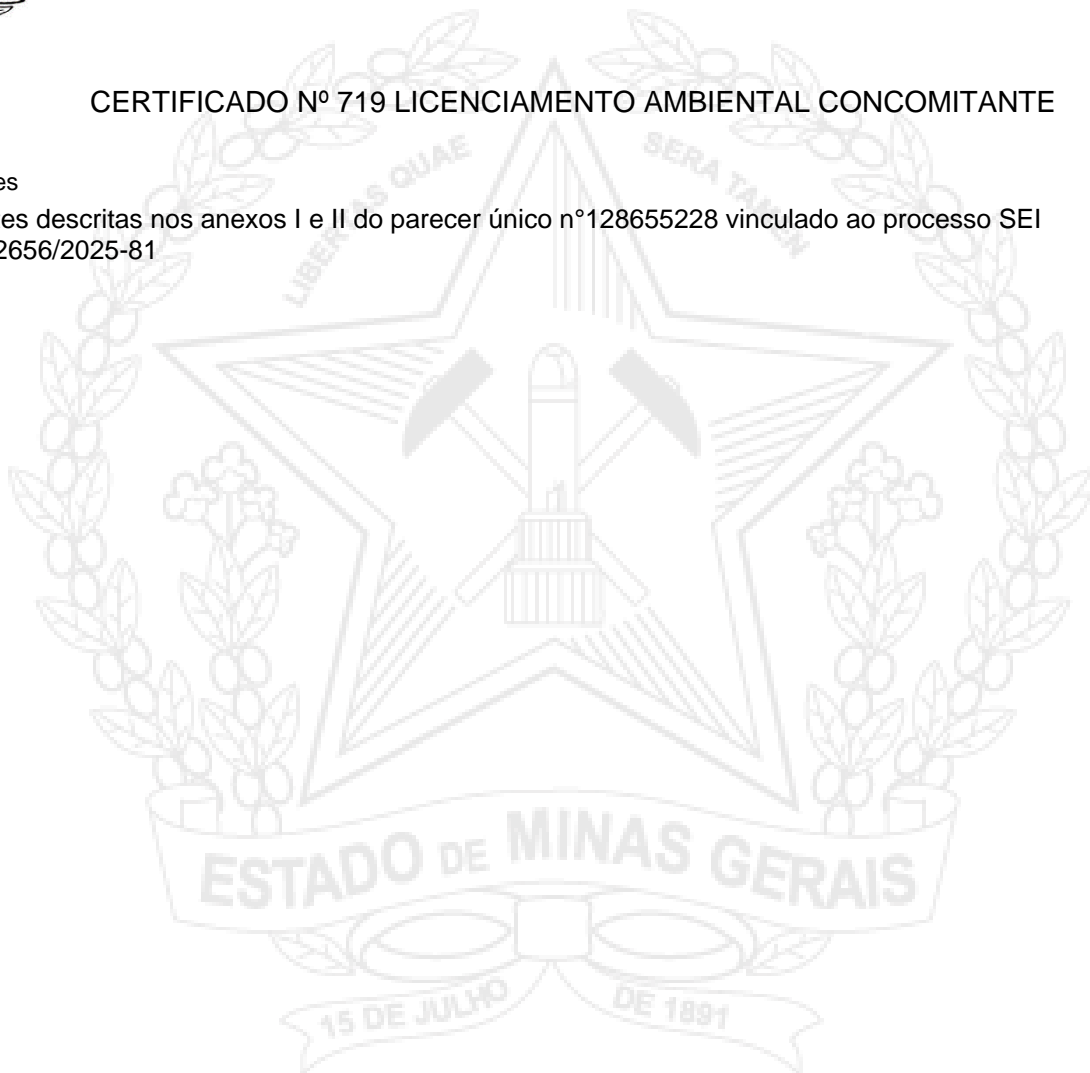 CERTIFICADO Nº 719 LICENCIAMENTO AMBIENTAL CONCOMITANTE
es
es descritas nos anexos I e II do parecer único n°128655228 vinculado ao processo SEI
2656/2025-81
LIBERTAS QUAE SERA TAMEN
ESTADO DE MINAS GERAIS
15 DE JULHO DE 1891